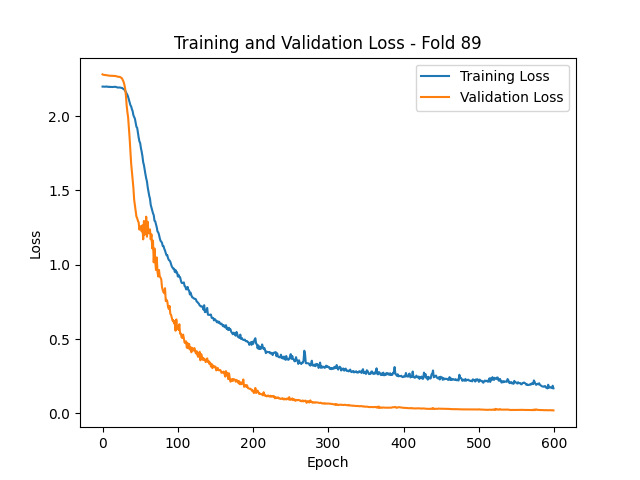 Training and Validation Loss - Fold 89
Training Loss
Validation Loss
Loss
2.0
1.5
1.0
0.5
0.0
0 100 200 300 400 500 600
Epoch